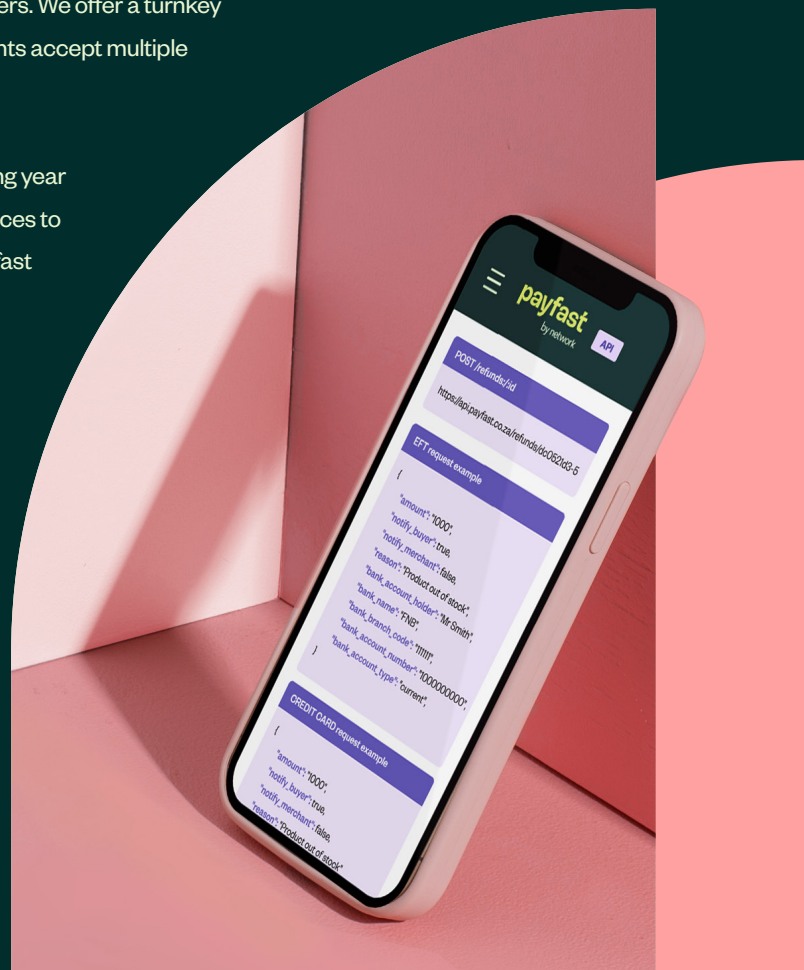 ers. We offer a turnkey
nts accept multiple
ng year
ces to
fast
payfast
by network
API
POST /refunds/:id
https://api.payfast.co.za/refunds/dc0521d3-5
EFT request example
{
"amount": "1000",
"notify_buyer": true,
"notify_merchant": false,
"reason": "Product out of stock",
"bank_account_holder": "Mr Smith",
"bank_name": "FNB",
"bank_branch_code": "11111",
"bank_account_number": "1000000000",
"bank_account_type": "current",
}
CREDIT CARD request example
{
"amount": "1000",
"notify_buyer": true,
"notify_merchant": false,
"reason": "Product out of stock"